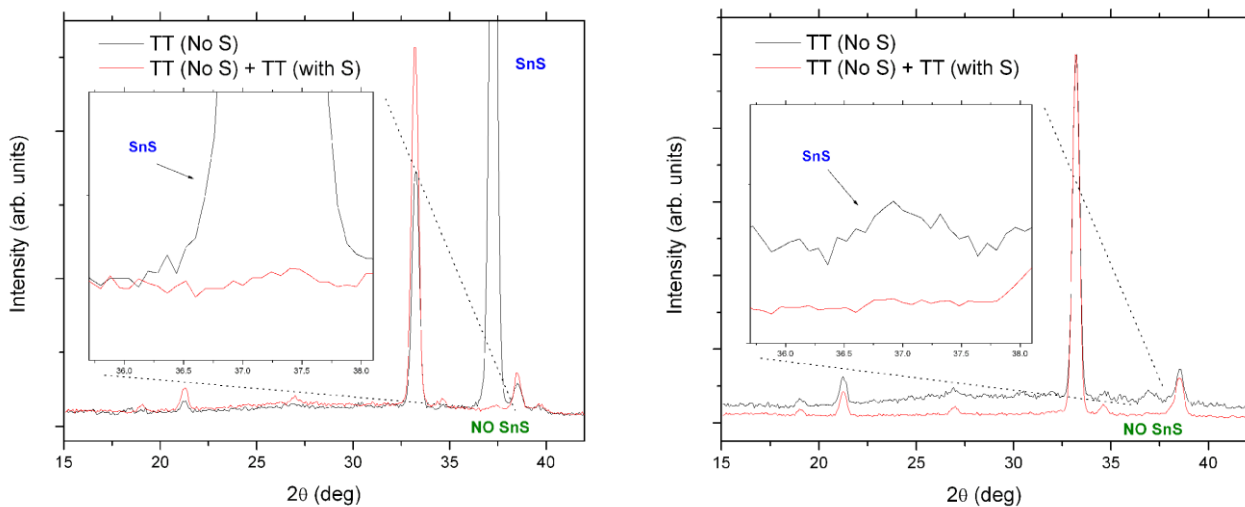 TT (No S)
TT (No S) + TT (with S)
SnS
SnS
36.0 36.5 37.0 37.5 38.0
NO SnS
15 20 25 30 35 40
2θ (deg)
Intensity (arb. units)
TT (No S)
TT (No S) + TT (with S)
SnS
36.0 36.5 37.0 37.5 38.0
NO SnS
15 20 25 30 35 40
2θ (deg)
Intensity (arb. units)